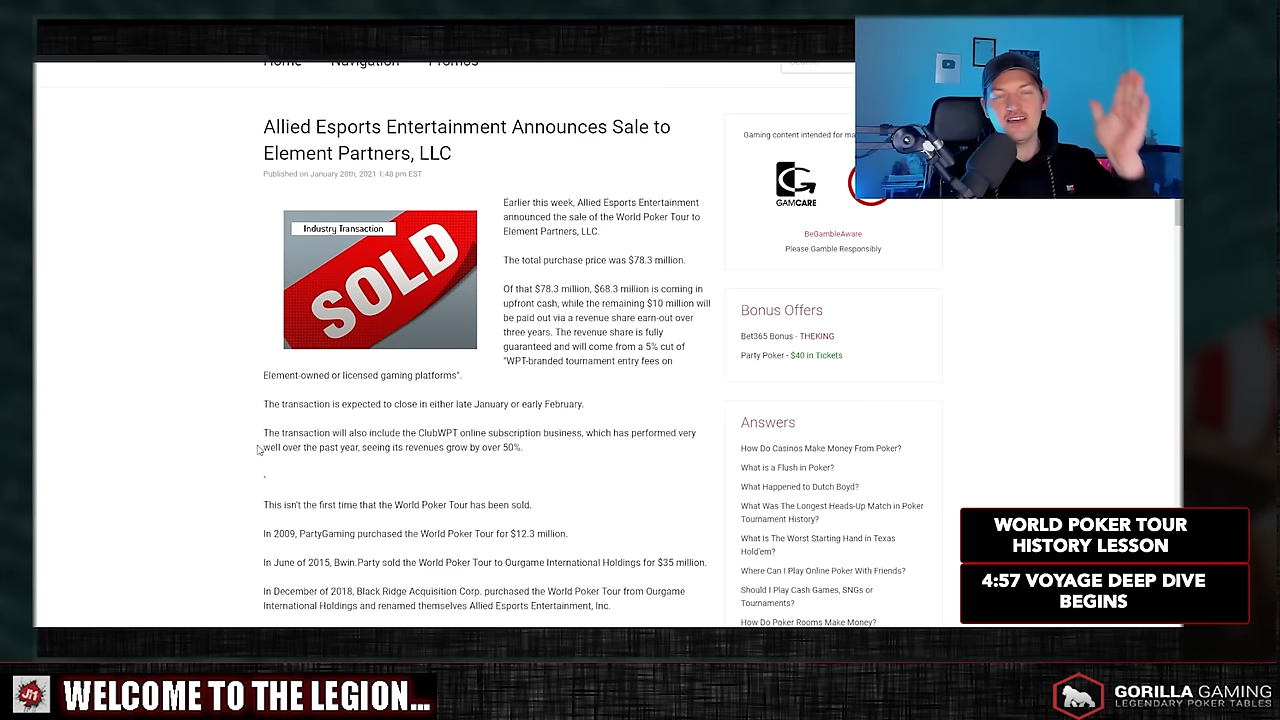 Home Navigation Promos
Search
Allied Esports Entertainment Announces Sale to
Element Partners, LLC
Published on January 20th, 2021 1:48 pm EST
Industry Transaction
SOLD
Earlier this week, Allied Esports Entertainment
announced the sale of the World Poker Tour to
Element Partners, LLC.
The total purchase price was $78.3 million.
Of that $78.3 million, $68.3 million is coming in
upfront cash, while the remaining $10 million will
be paid out via a revenue share earn-out over
three years. The revenue share is fully
guaranteed and will come from a 5% cut of
"WPT-branded tournament entry fees on
Element-owned or licensed gaming platforms".
The transaction is expected to close in either late January or early February.
The transaction will also include the ClubWPT online subscription business, which has performed very
well over the past year, seeing its revenues grow by over 50%.
-
This isn't the first time that the World Poker Tour has been sold.
In 2009, PartyGaming purchased the World Poker Tour for $12.3 million.
In June of 2015, Bwin.Party sold the World Poker Tour to Ourgame International Holdings for $35 million.
In December of 2018, Black Ridge Acquisition Corp. purchased the World Poker Tour from Ourgame
International Holdings and renamed themselves Allied Esports Entertainment, Inc.
Gaming content intended for ma
GAMCARE
BeGambleAware
Please Gamble Responsibly
Bonus Offers
Bet365 Bonus - THEKING
Party Poker - $40 in Tickets
Answers
How Do Casinos Make Money From Poker?
What is a Flush in Poker?
What Happened to Dutch Boyd?
What Was The Longest Heads-Up Match in Poker
Tournament History?
What Is The Worst Starting Hand in Texas
Hold'em?
Where Can I Play Online Poker With Friends?
Should I Play Cash Games, SNGs or
Tournaments?
How Do Poker Rooms Make Money?
WORLD POKER TOUR
HISTORY LESSON
4:57 VOYAGE DEEP DIVE
BEGINS
WELCOME TO THE LEGION...
GORILLA GAMING
LEGENDARY POKER TABLES